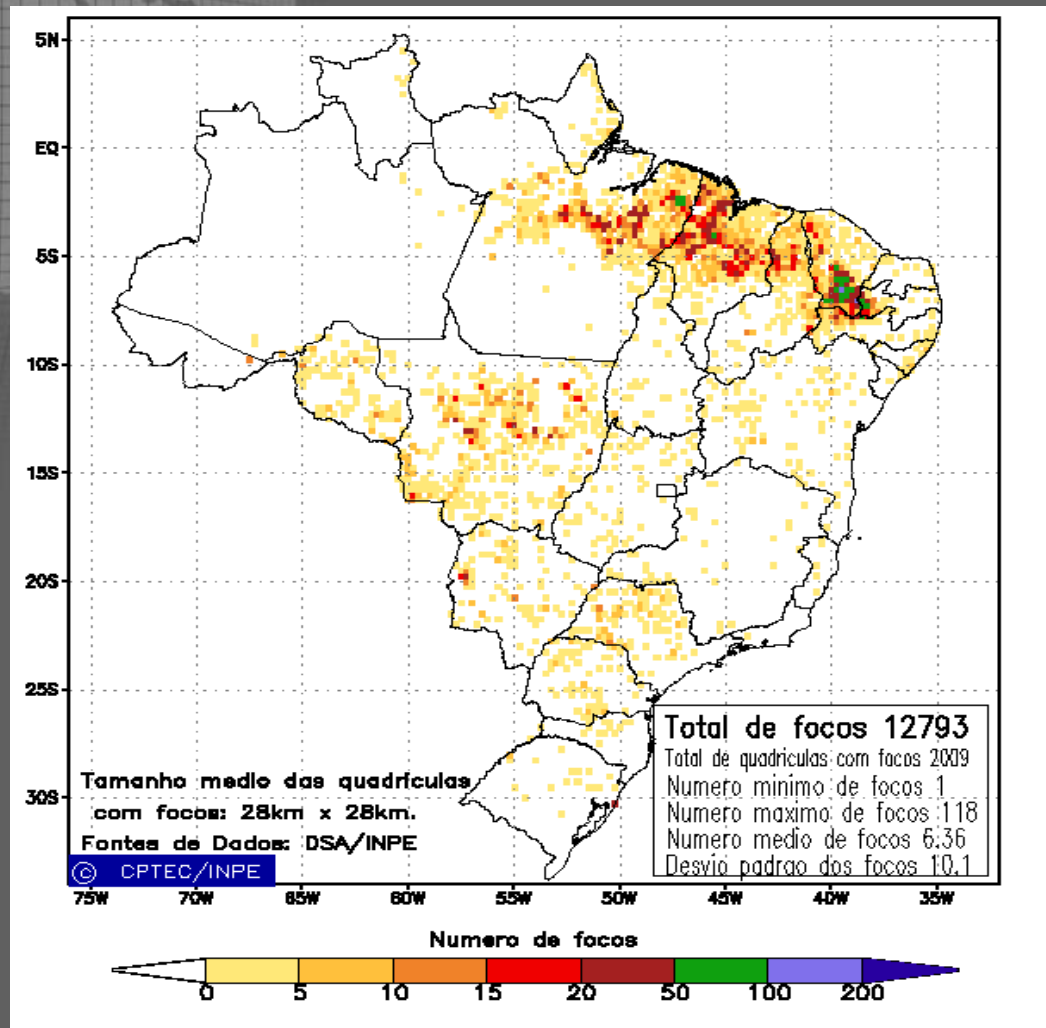 5N
EQ
5S
10S
15S
20S
25S
30S
Total de focos 12793
Total de quadrículas com focos 2009
Numero mínimo de focos 1
Numero maximo de focos 118
Numero medio de focos 6.36
Desvio padrao dos focos 10.1
Tamanho medio das quadrículas
com focos: 28km x 28km.
Fontes de Dados: DSA/INPE
© CPTEC/INPE
75W 70W 65W 60W 55W 50W 45W 40W 35W
Numero de focos
0 5 10 15 20 50 100 200